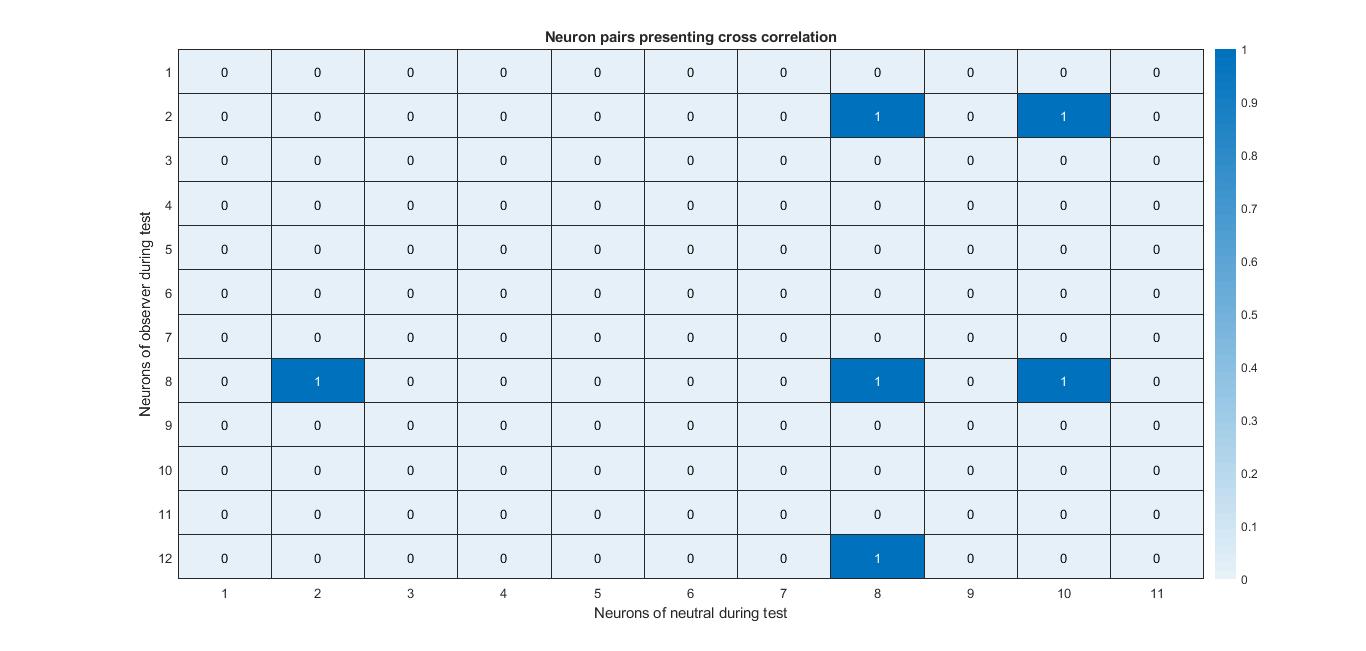 Neuron pairs presenting cross correlation
Neurons of observer during test
1 0 0 0 0 0 0 0 0 0 0 0
2 0 0 0 0 0 0 0 1 0 1 0
3 0 0 0 0 0 0 0 0 0 0 0
4 0 0 0 0 0 0 0 0 0 0 0
5 0 0 0 0 0 0 0 0 0 0 0
6 0 0 0 0 0 0 0 0 0 0 0
7 0 0 0 0 0 0 0 0 0 0 0
8 0 1 0 0 0 0 0 1 0 1 0
9 0 0 0 0 0 0 0 0 0 0 0
10 0 0 0 0 0 0 0 0 0 0 0
11 0 0 0 0 0 0 0 0 0 0 0
12 0 0 0 0 0 0 0 1 0 0 0
1 2 3 4 5 6 7 8 9 10 11
Neurons of neutral during test
1
0.9
0.8
0.7
0.6
0.5
0.4
0.3
0.2
0.1
0